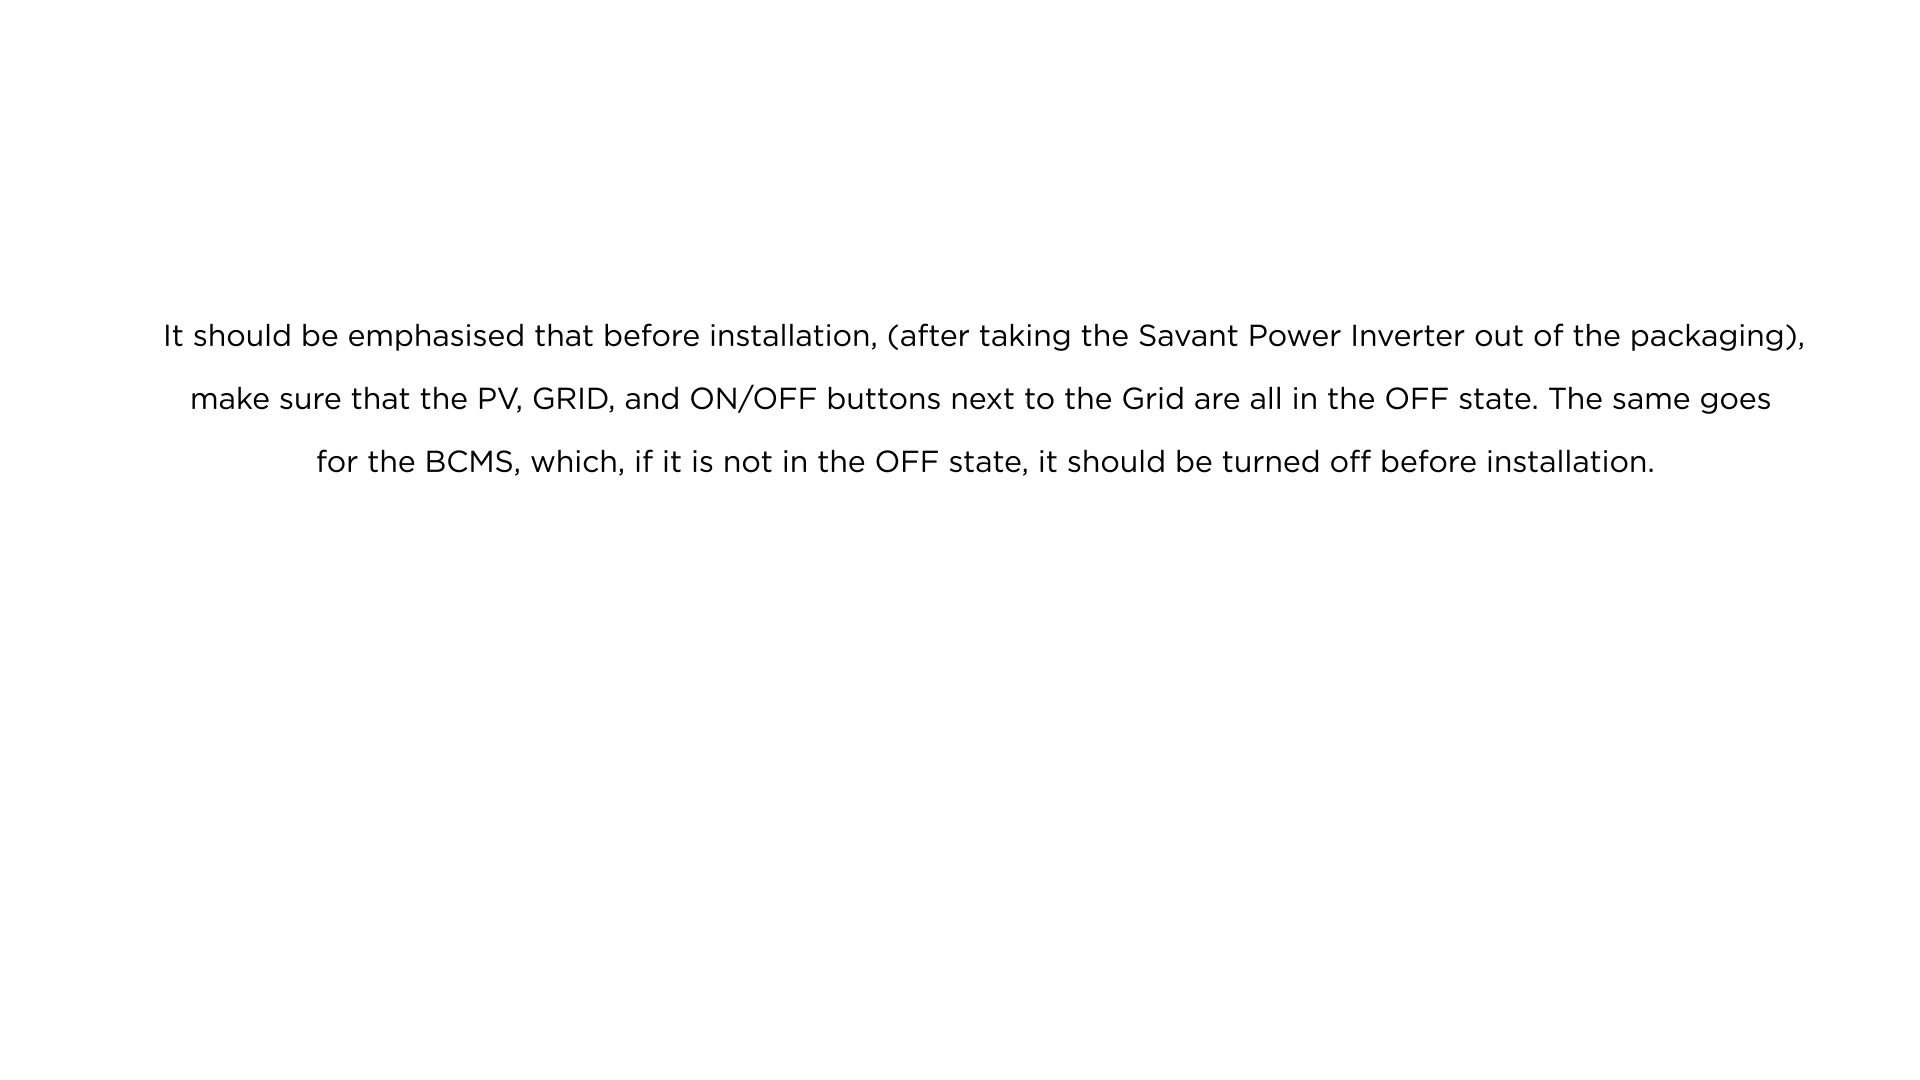 It should be emphasised that before installation, (after taking the Savant Power Inverter out of the packaging),
make sure that the PV, GRID, and ON/OFF buttons next to the Grid are all in the OFF state. The same goes
for the BCMS, which, if it is not in the OFF state, it should be turned off before installation.